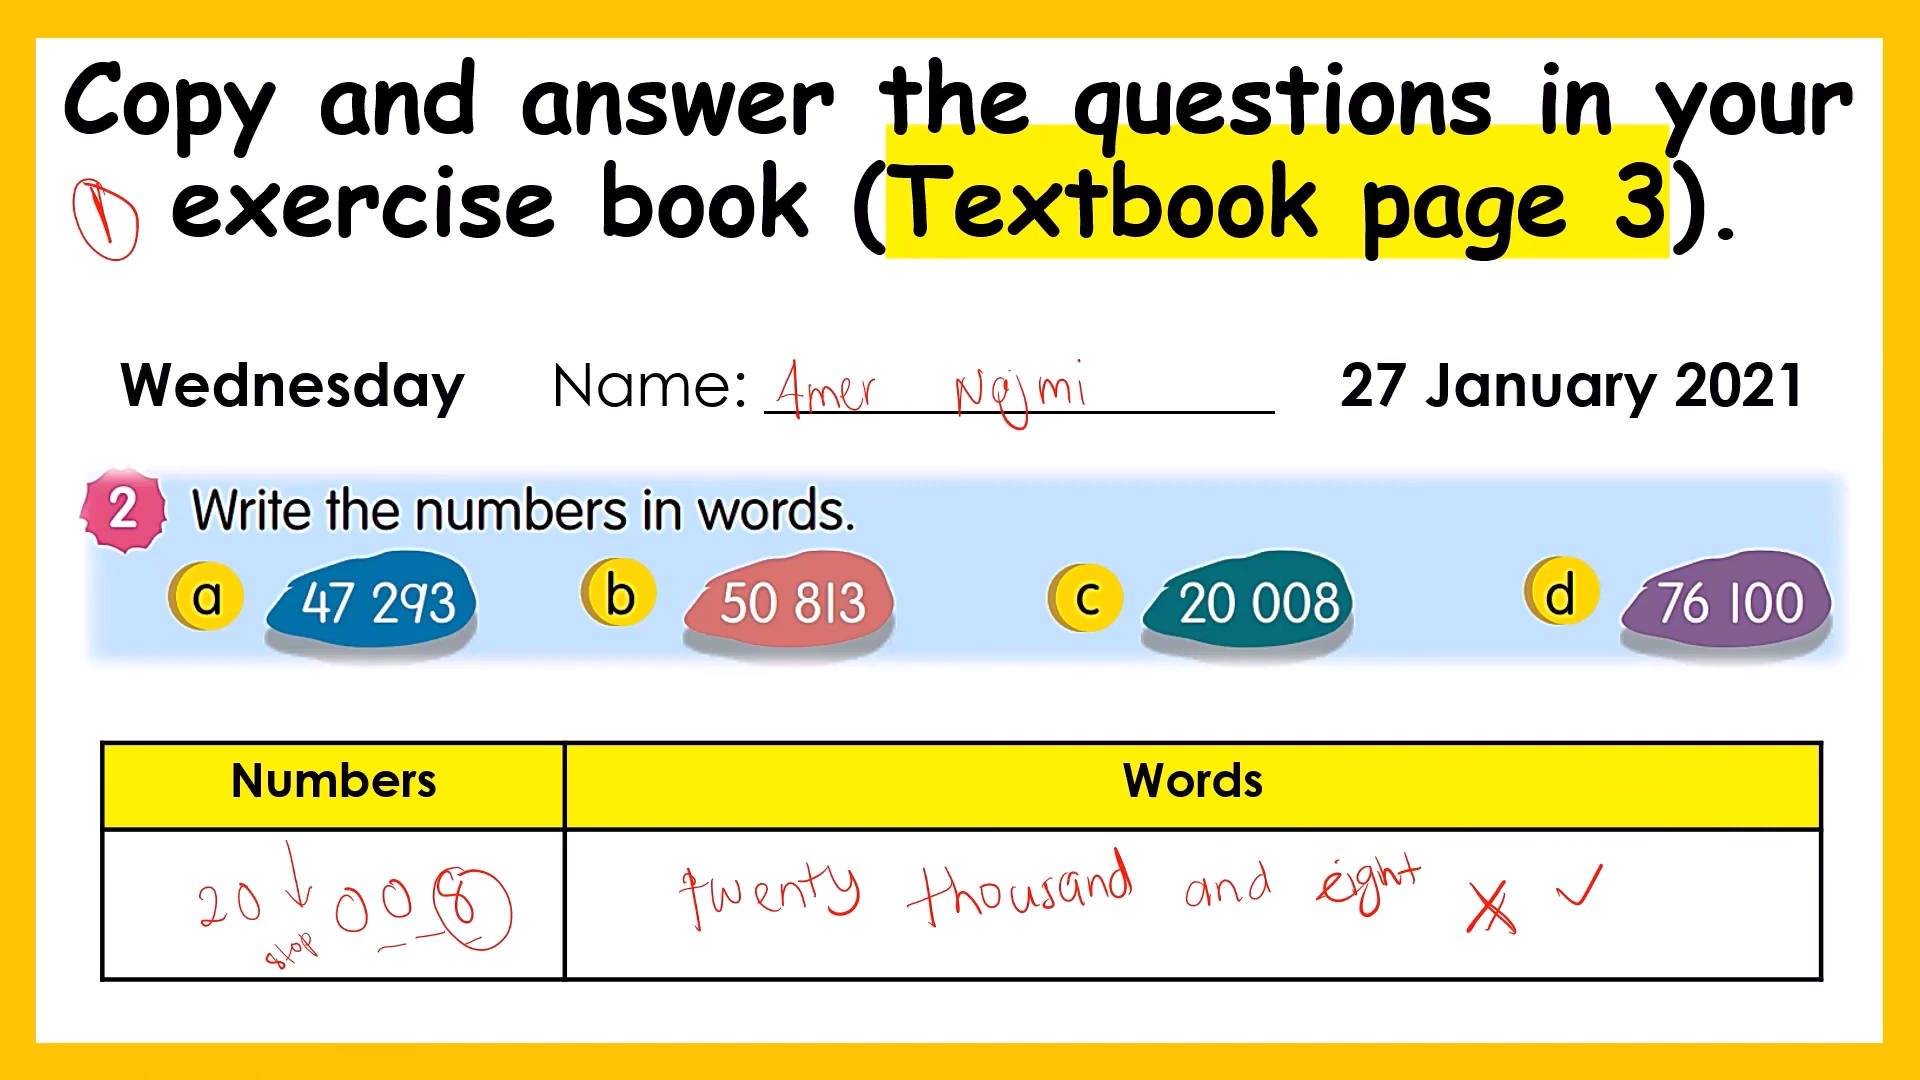 Copy and answer the questions in your
1 exercise book (Textbook page 3).
Wednesday Name: Amer Najmi 27 January 2021
2 Write the numbers in words.
a 47 293 b 50 813 c 20 008 d 76 100
Numbers Words
20 stop 008 twenty thousand and eight